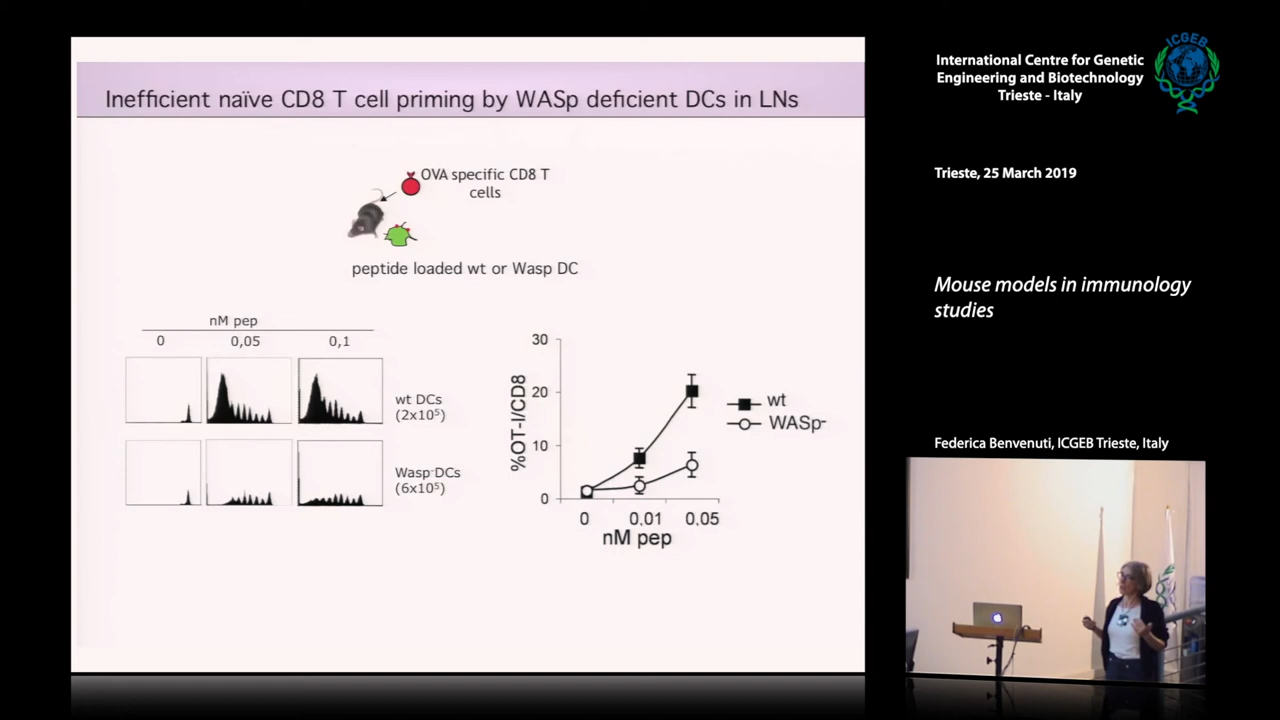 Inefficient naïve CD8 T cell priming by WASp deficient DCs in LNs
OVA specific CD8 T
cells
peptide loaded wt or Wasp DC
nM pep
0
0,05
0,1
wt DCs
(2x10⁵)
Wasp⁻DCs
(6x10⁵)
%OT-I/CD8
30
20
10
0
0
0,01
0,05
nM pep
wt
WASp-
International Centre for Genetic
Engineering and Biotechnology
Trieste - Italy
ICGEB
Trieste, 25 March 2019
Mouse models in immunology
studies
Federica Benvenuti, ICGEB Trieste, Italy